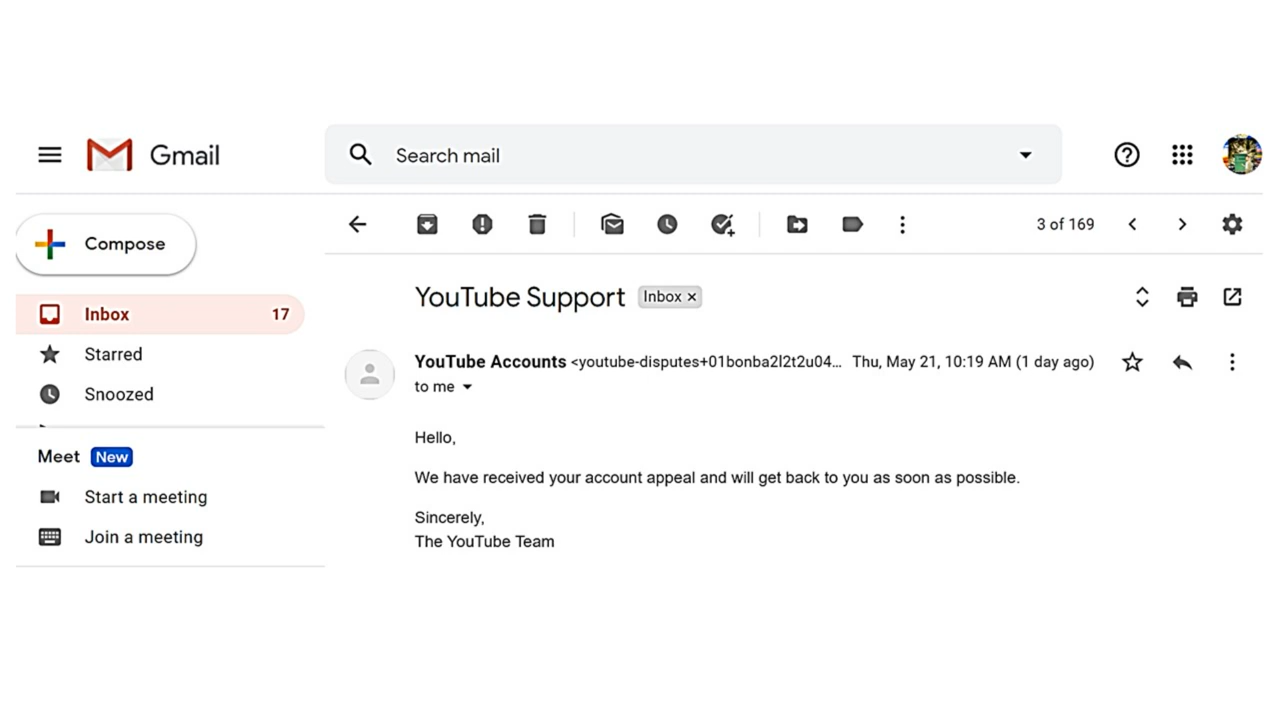 Gmail
Search mail
Compose
3 of 169
Inbox 17
Starred
Snoozed
Meet New
Start a meeting
Join a meeting
YouTube Support Inbox ×
YouTube Accounts <youtube-disputes+01bonba2l2t2u04... Thu, May 21, 10:19 AM (1 day ago)
to me
Hello,
We have received your account appeal and will get back to you as soon as possible.
Sincerely,
The YouTube Team